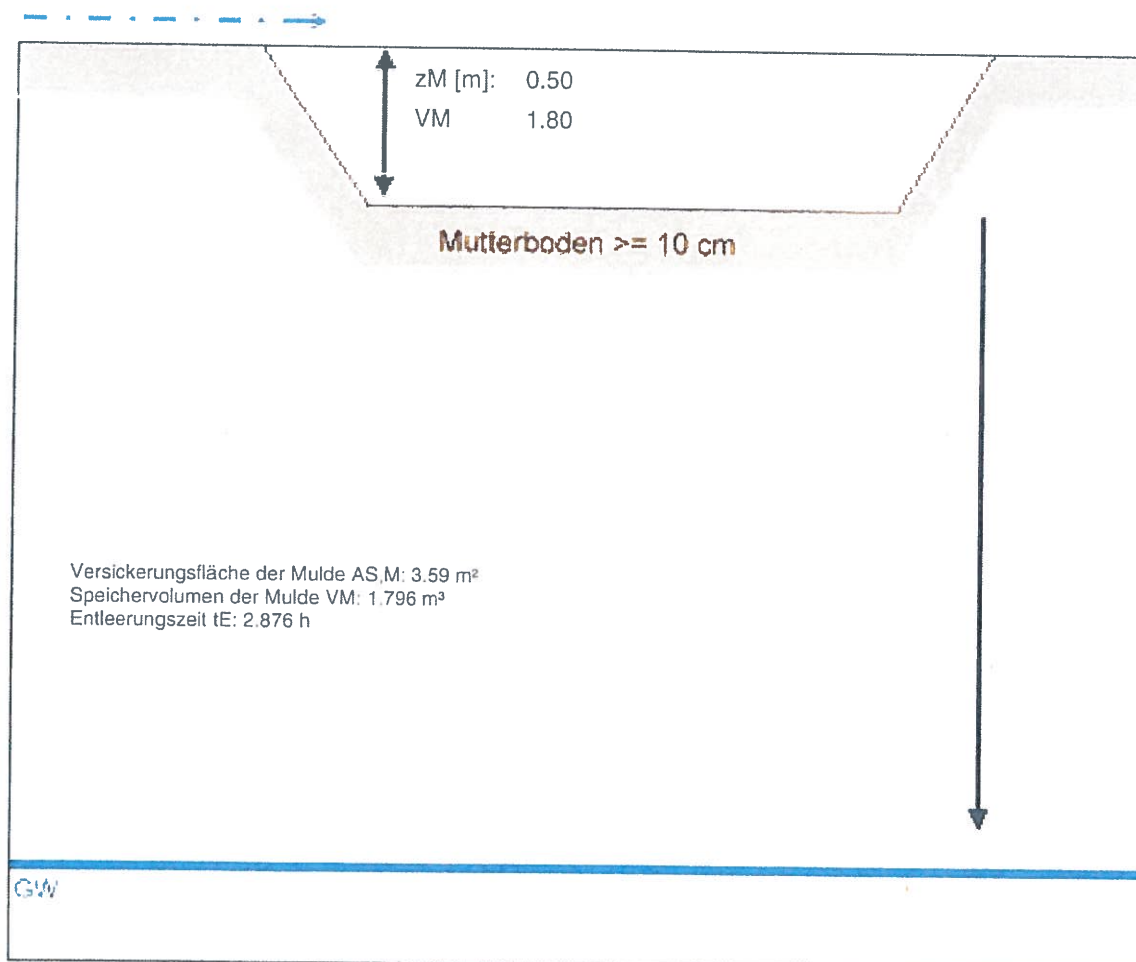 zM [m]: 0.50
VM 1.80
Mutterboden >= 10 cm
Versickerungsfläche der Mulde AS,M: 3.59 m²
Speichervolumen der Mulde VM: 1.796 m³
Entleerungszeit tE: 2.876 h
GW